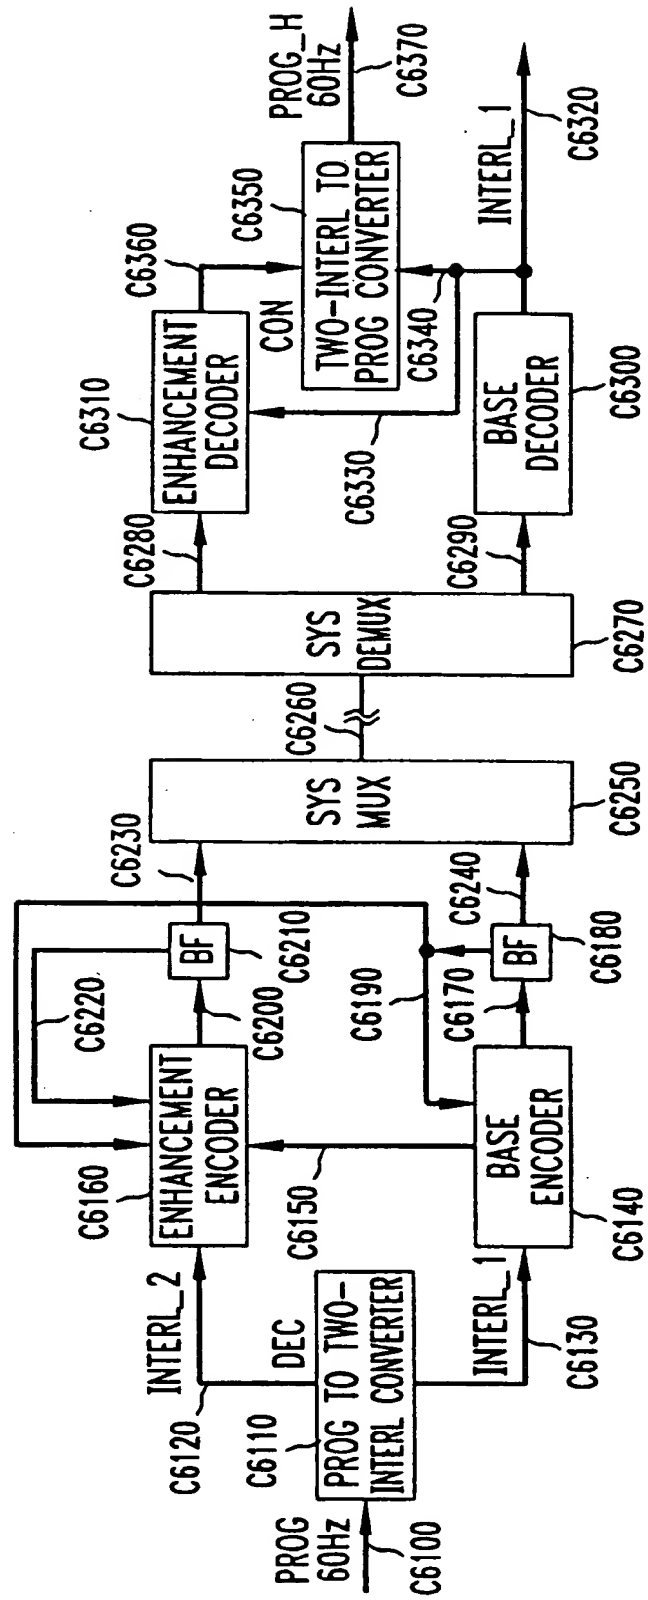 PROG
60Hz
C6100
C6110
PROG TO TWO-
INTERL CONVERTER
DEC
C6120
INTERL_2
INTERL_1
C6130
C6160
ENHANCEMENT
ENCODER
C6150
BASE
ENCODER
C6140
C6220
C6200
BF
C6210
C6190
C6170
BF
C6180
C6230
C6240
SYS
MUX
C6250
C6260
SYS
DEMUX
C6270
C6280
C6290
C6310
ENHANCEMENT
DECODER
C6330
BASE
DECODER
C6300
C6360
CON
C6350
TWO-INTERL TO
PROG CONVERTER
C6340
PROG_H
60Hz
C6370
INTERL_1
C6320